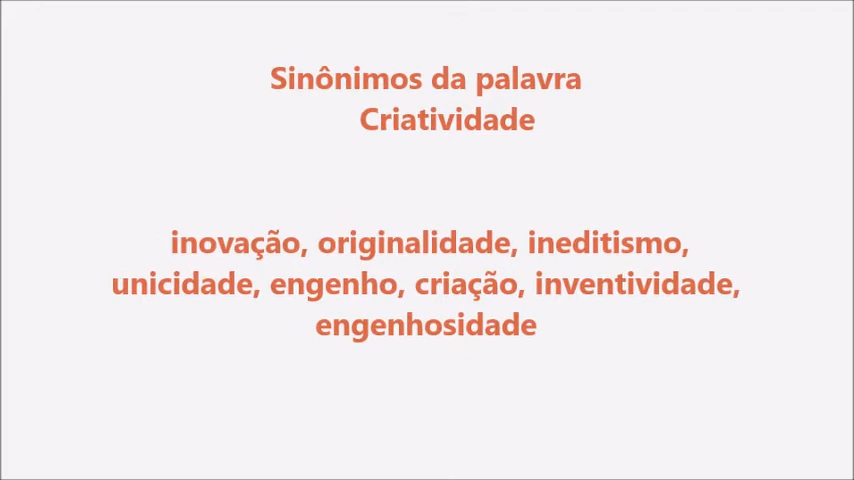 Sinônimos da palavra
Criatividade
inovação, originalidade, ineditismo,
unicidade, engenho, criação, inventividade,
engenhosidade